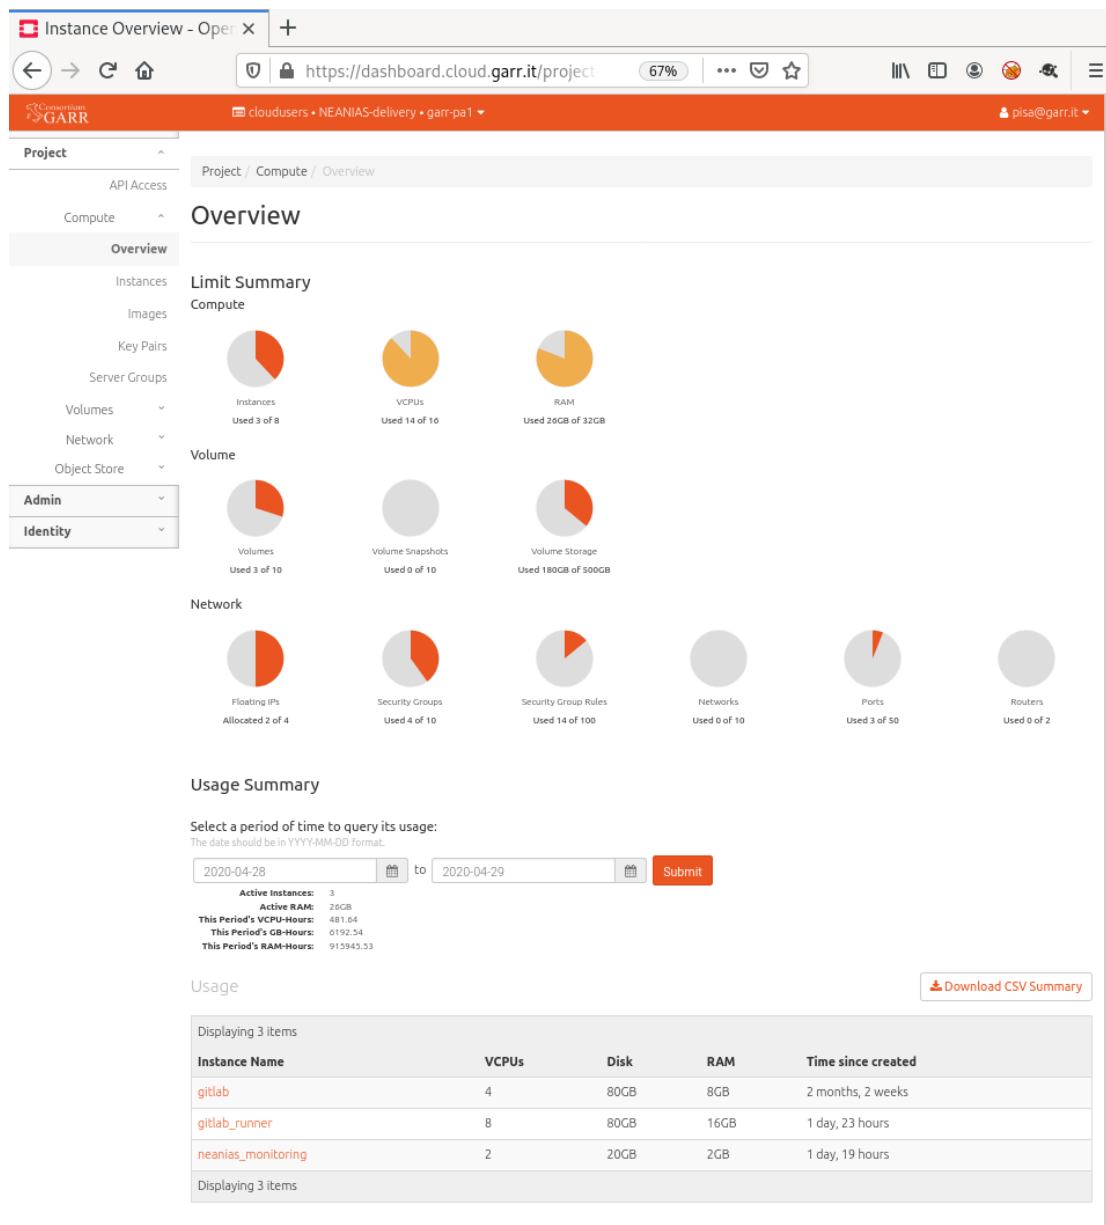 Instance Overview - Oper
https://dashboard.cloud.garr.it/project
67%
Consortium
GARR
cloudusers • NEANIAS-delivery • garr-pa1
pisa@garr.it
Project
API Access
Compute
Overview
Instances
Images
Key Pairs
Server Groups
Volumes
Network
Object Store
Admin
Identity
Project / Compute / Overview
Overview
Limit Summary
Compute
Instances
Used 3 of 8
VCPUs
Used 14 of 16
RAM
Used 26GB of 32GB
Volume
Volumes
Used 3 of 10
Volume Snapshots
Used 0 of 10
Volume Storage
Used 180GB of 500GB
Network
Floating IPs
Allocated 2 of 4
Security Groups
Used 4 of 10
Security Group Rules
Used 14 of 100
Networks
Used 0 of 10
Ports
Used 3 of 50
Routers
Used 0 of 2
Usage Summary
Select a period of time to query its usage:
The date should be in YYYY-MM-DD format.
2020-04-28 to 2020-04-29 Submit
Active Instances: 3
Active RAM: 26GB
This Period's VCPU-Hours: 481.64
This Period's GB-Hours: 6192.54
This Period's RAM-Hours: 915945.53
Usage
Download CSV Summary
Displaying 3 items
Instance Name VCPUs Disk RAM Time since created
gitlab 4 80GB 8GB 2 months, 2 weeks
gitlab_runner 8 80GB 16GB 1 day, 23 hours
neanias_monitoring 2 20GB 2GB 1 day, 19 hours
Displaying 3 items